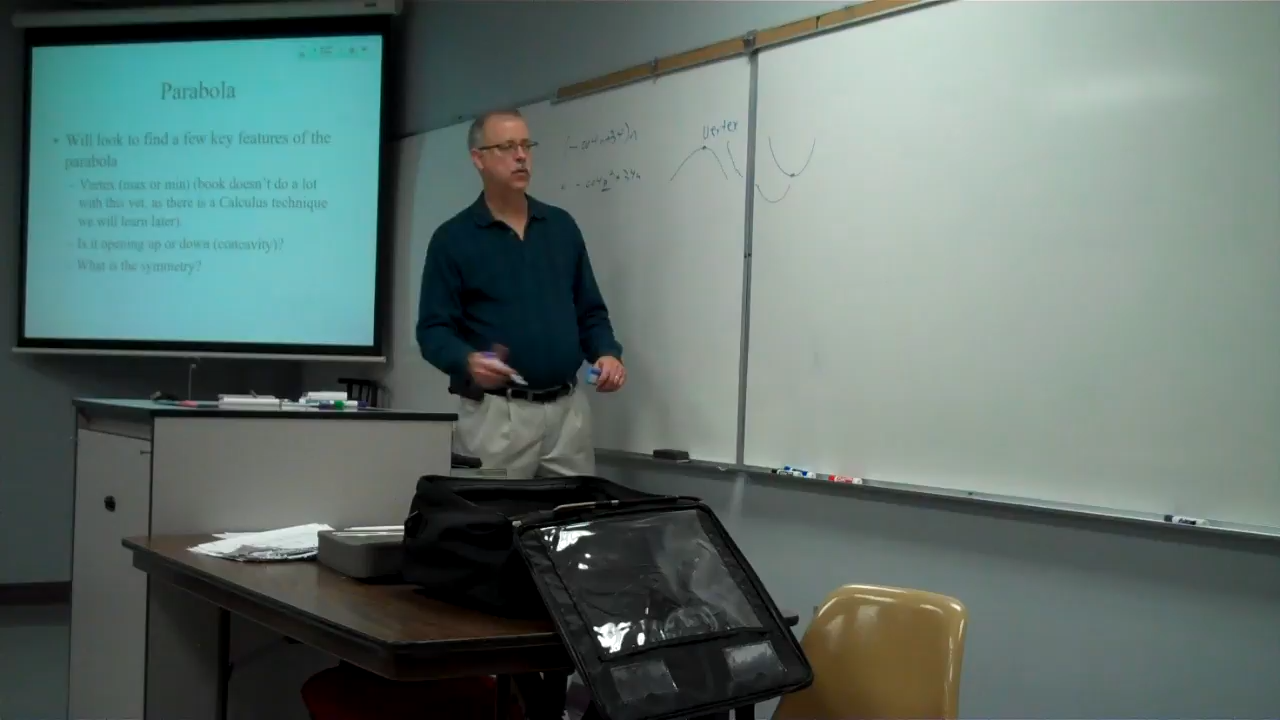 Parabola
• Will look to find a few key features of the
parabola
– Vertex (max or min) (book doesn't do a lot
with this yet, as there is a Calculus technique
we will learn later)
– Is it opening up or down (concavity)?
– What is the symmetry?
Vertex